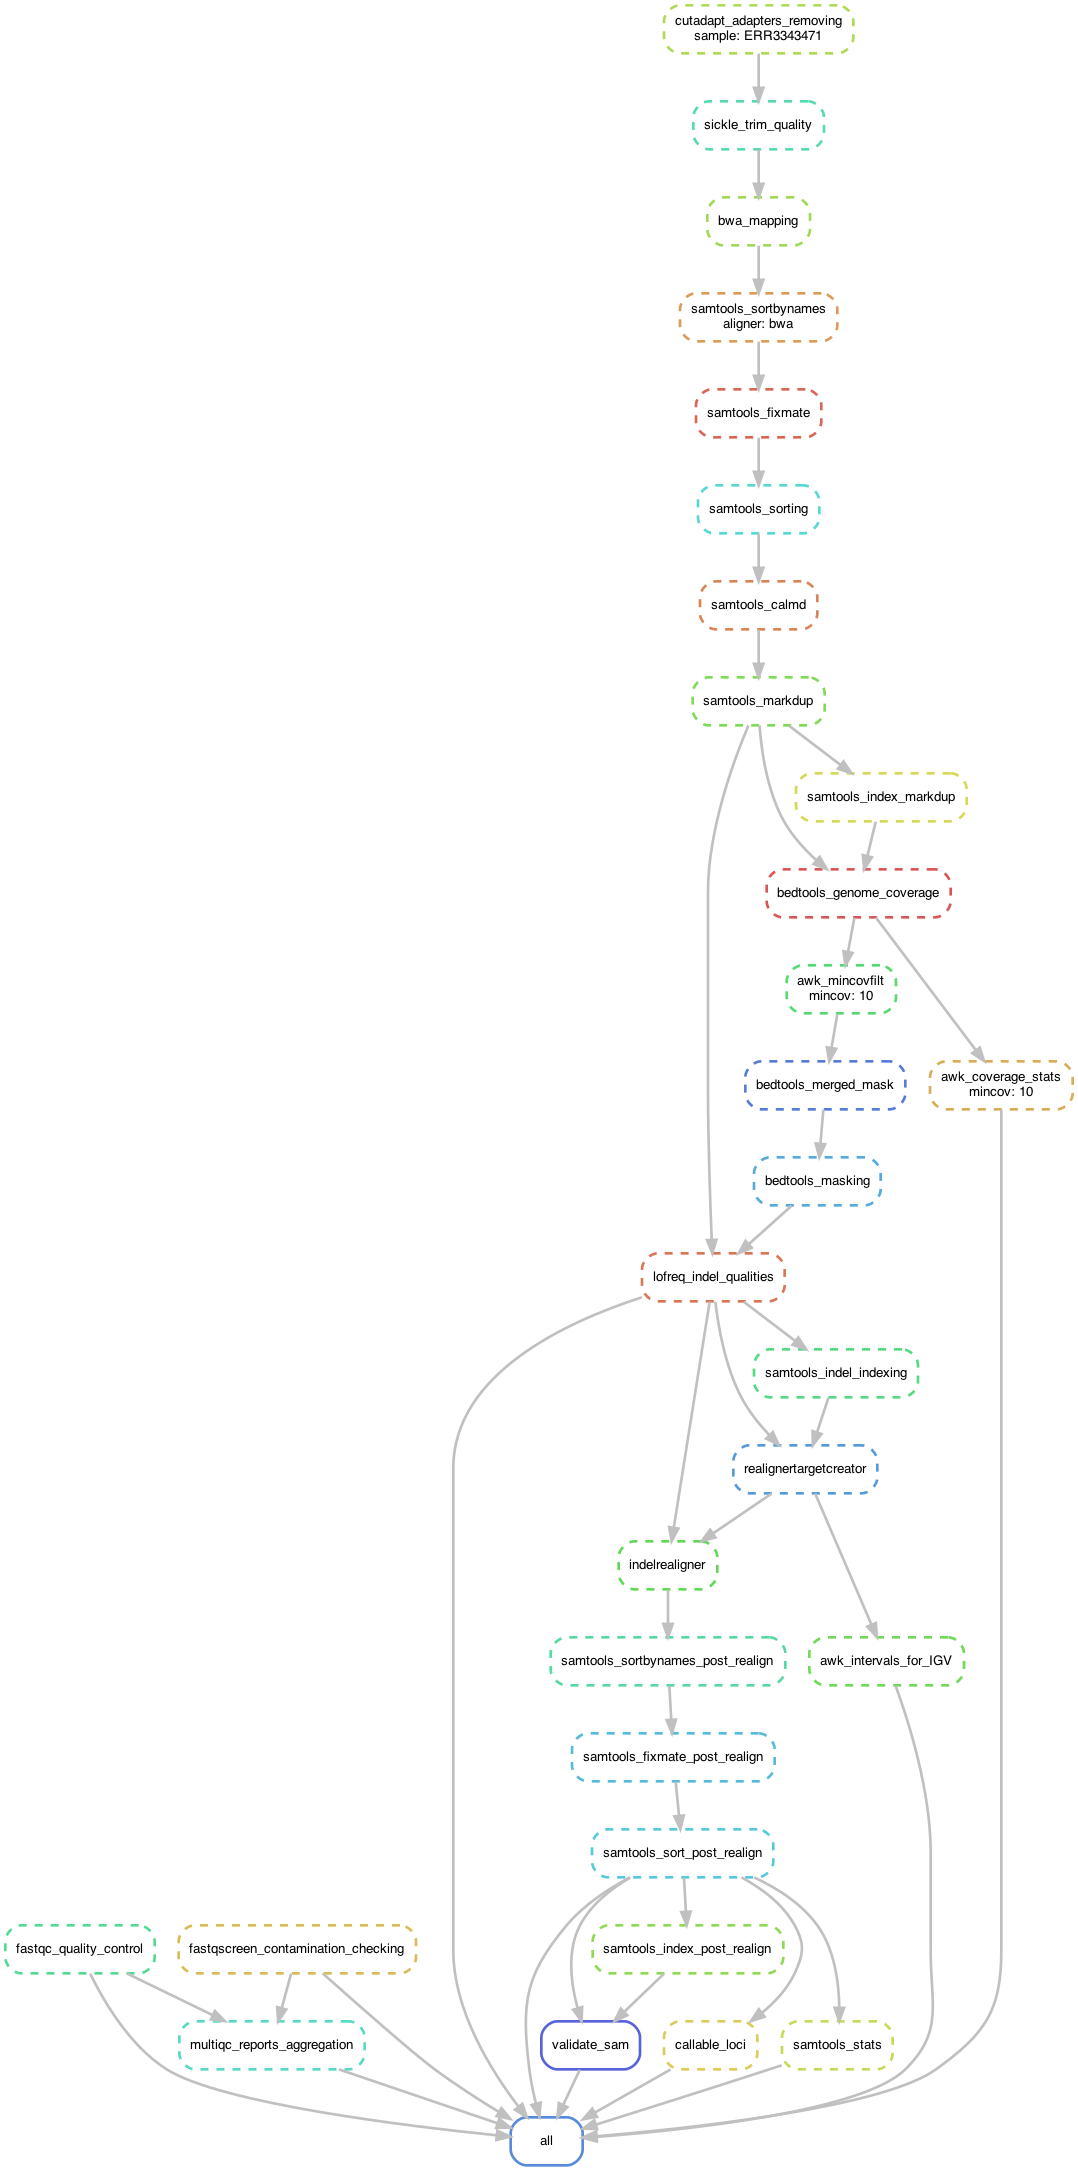 cutadapt_adapters_removing
sample: ERR3343471
sickle_trim_quality
bwa_mapping
samtools_sortbynames
aligner: bwa
samtools_fixmate
samtools_sorting
samtools_calmd
samtools_markdup
samtools_index_markdup
bedtools_genome_coverage
awk_mincovfilt
mincov: 10
bedtools_merged_mask
awk_coverage_stats
mincov: 10
bedtools_masking
lofreq_indel_qualities
samtools_indel_indexing
realignertargetcreator
indelrealigner
samtools_sortbynames_post_realign
awk_intervals_for_IGV
samtools_fixmate_post_realign
samtools_sort_post_realign
fastqc_quality_control
fastqscreen_contamination_checking
samtools_index_post_realign
multiqc_reports_aggregation
validate_sam
callable_loci
samtools_stats
all